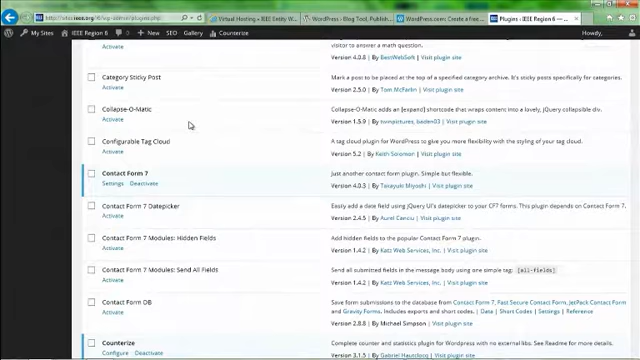 http://sites.ieee.org/r6/wp-admin/plugins.php
Virtual Hosting - IEEE Entity W...
WordPress › Blog Tool, Publish...
WordPress.com: Create a free ...
Plugins ‹ IEEE Region 6 —
My Sites IEEE Region 6 New SEO Gallery Counterize Howdy,
visitor to answer a math question.
Activate
Version 4.0.8 | By BestWebSoft | Visit plugin site
Category Sticky Post
Mark a post to be placed at the top of a specified category archive. It's sticky posts specifically for categories.
Activate
Version 2.5.0 | By Tom McFarlin | Visit plugin site
Collapse-O-Matic
Collapse-O-Matic adds an [expand] shortcode that wraps content into a lovely, jQuery collapsible div.
Activate
Version 1.5.9 | By twinpictures, baden03 | Visit plugin site
Configurable Tag Cloud
A tag cloud plugin for WordPress to give you more flexibility with the styling of your tag cloud.
Activate
Version 5.2 | By Keith Solomon | Visit plugin site
Contact Form 7
Just another contact form plugin. Simple but flexible.
Settings Deactivate
Version 4.0.3 | By Takayuki Miyoshi | Visit plugin site
Contact Form 7 Datepicker
Easily add a date field using jQuery UI's datepicker to your CF7 forms. This plugin depends on Contact Form 7.
Activate
Version 2.4.5 | By Aurel Canciu | Visit plugin site
Contact Form 7 Modules: Hidden Fields
Add hidden fields to the popular Contact Form 7 plugin.
Activate
Version 1.4.2 | By Katz Web Services, Inc. | Visit plugin site
Contact Form 7 Modules: Send All Fields
Send all submitted fields in the message body using one simple tag: [all-fields]
Activate
Version 1.4.2 | By Katz Web Services, Inc. | Visit plugin site
Contact Form DB
Save form submissions to the database from Contact Form 7, Fast Secure Contact Form, JetPack Contact Form
Activate
and Gravity Forms. Includes exports and short codes. | Data | Short Codes | Settings | Reference
Version 2.8.8 | By Michael Simpson | Visit plugin site
Counterize
Complete counter and statistics plugin for Wordpress with no external libs. See Readme for more details.
Configure Deactivate
Version 3.1.5 | By Gabriel Hautclocq | Visit plugin site